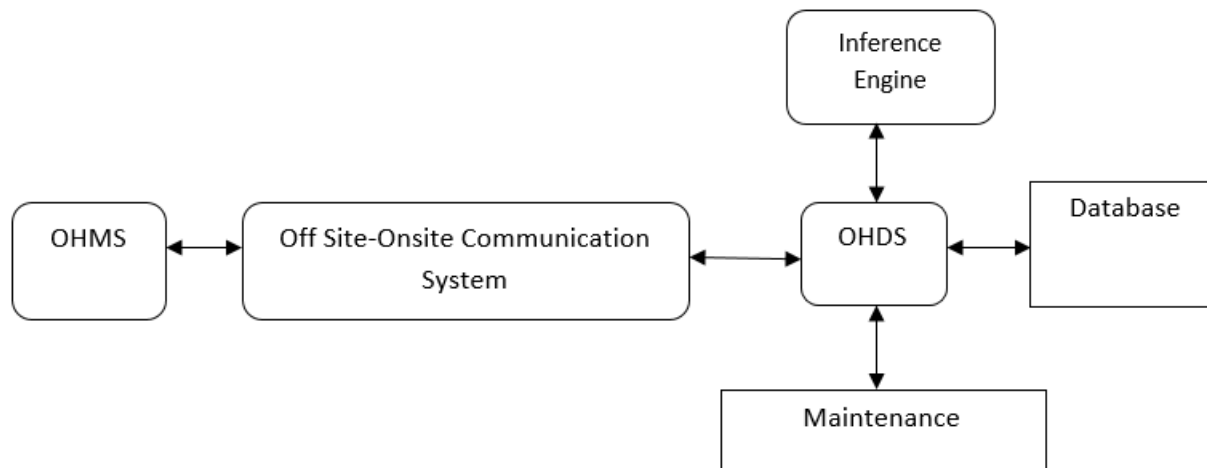 Inference
Engine
OHMS
Off Site-Onsite Communication
System
OHDS
Database
Maintenance